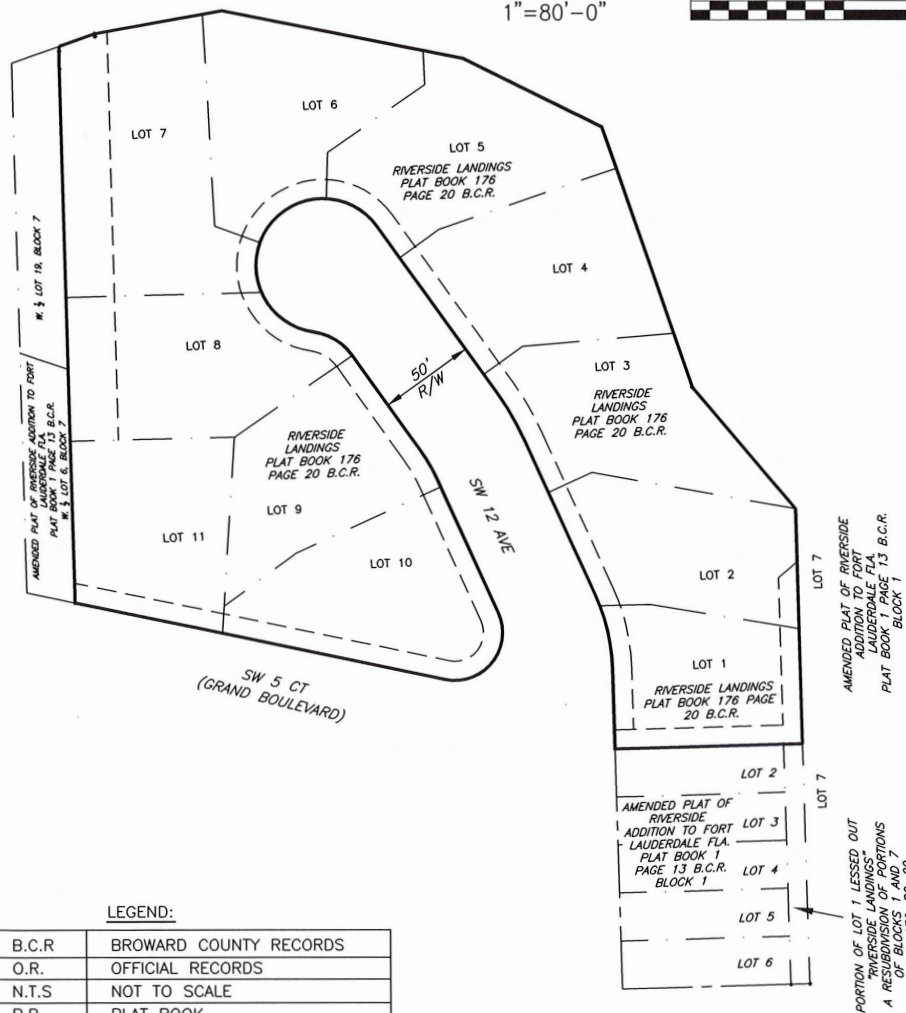 1"=80'-0"
LOT 7
LOT 6
LOT 5
RIVERSIDE LANDINGS
PLAT BOOK 176
PAGE 20 B.C.R.
LOT 4
W. ½ LOT 19, BLOCK 7
LOT 8
50'
R/W
LOT 3
RIVERSIDE
LANDINGS
PLAT BOOK 176
PAGE 20 B.C.R.
AMENDED PLAT OF RIVERSIDE ADDITION TO FORT
LAUDERDALE FLA.
PLAT BOOK 1 PAGE 13 B.C.R.
W. ½ LOT 6, BLOCK 7
RIVERSIDE
LANDINGS
PLAT BOOK 176
PAGE 20 B.C.R.
LOT 9
LOT 11
LOT 10
SW 12 AVE
LOT 2
LOT 7
AMENDED PLAT OF RIVERSIDE
ADDITION TO FORT
LAUDERDALE FLA.
PLAT BOOK 1 PAGE 13 B.C.R.
BLOCK 1
LOT 1
RIVERSIDE LANDINGS
PLAT BOOK 176 PAGE
20 B.C.R.
SW 5 CT
(GRAND BOULEVARD)
LOT 2
LOT 7
AMENDED PLAT OF
RIVERSIDE
ADDITION TO FORT
LAUDERDALE FLA.
PLAT BOOK 1
PAGE 13 B.C.R.
BLOCK 1
LOT 3
LOT 4
LOT 5
LOT 6
PORTION OF LOT 1 LESSED OUT
"RIVERSIDE LANDINGS"
A RESUBDIVISION OF PORTIONS
OF BLOCKS 1 AND 7
LEGEND:
B.C.R BROWARD COUNTY RECORDS
O.R. OFFICIAL RECORDS
N.T.S NOT TO SCALE
P.B. PLAT BOOK